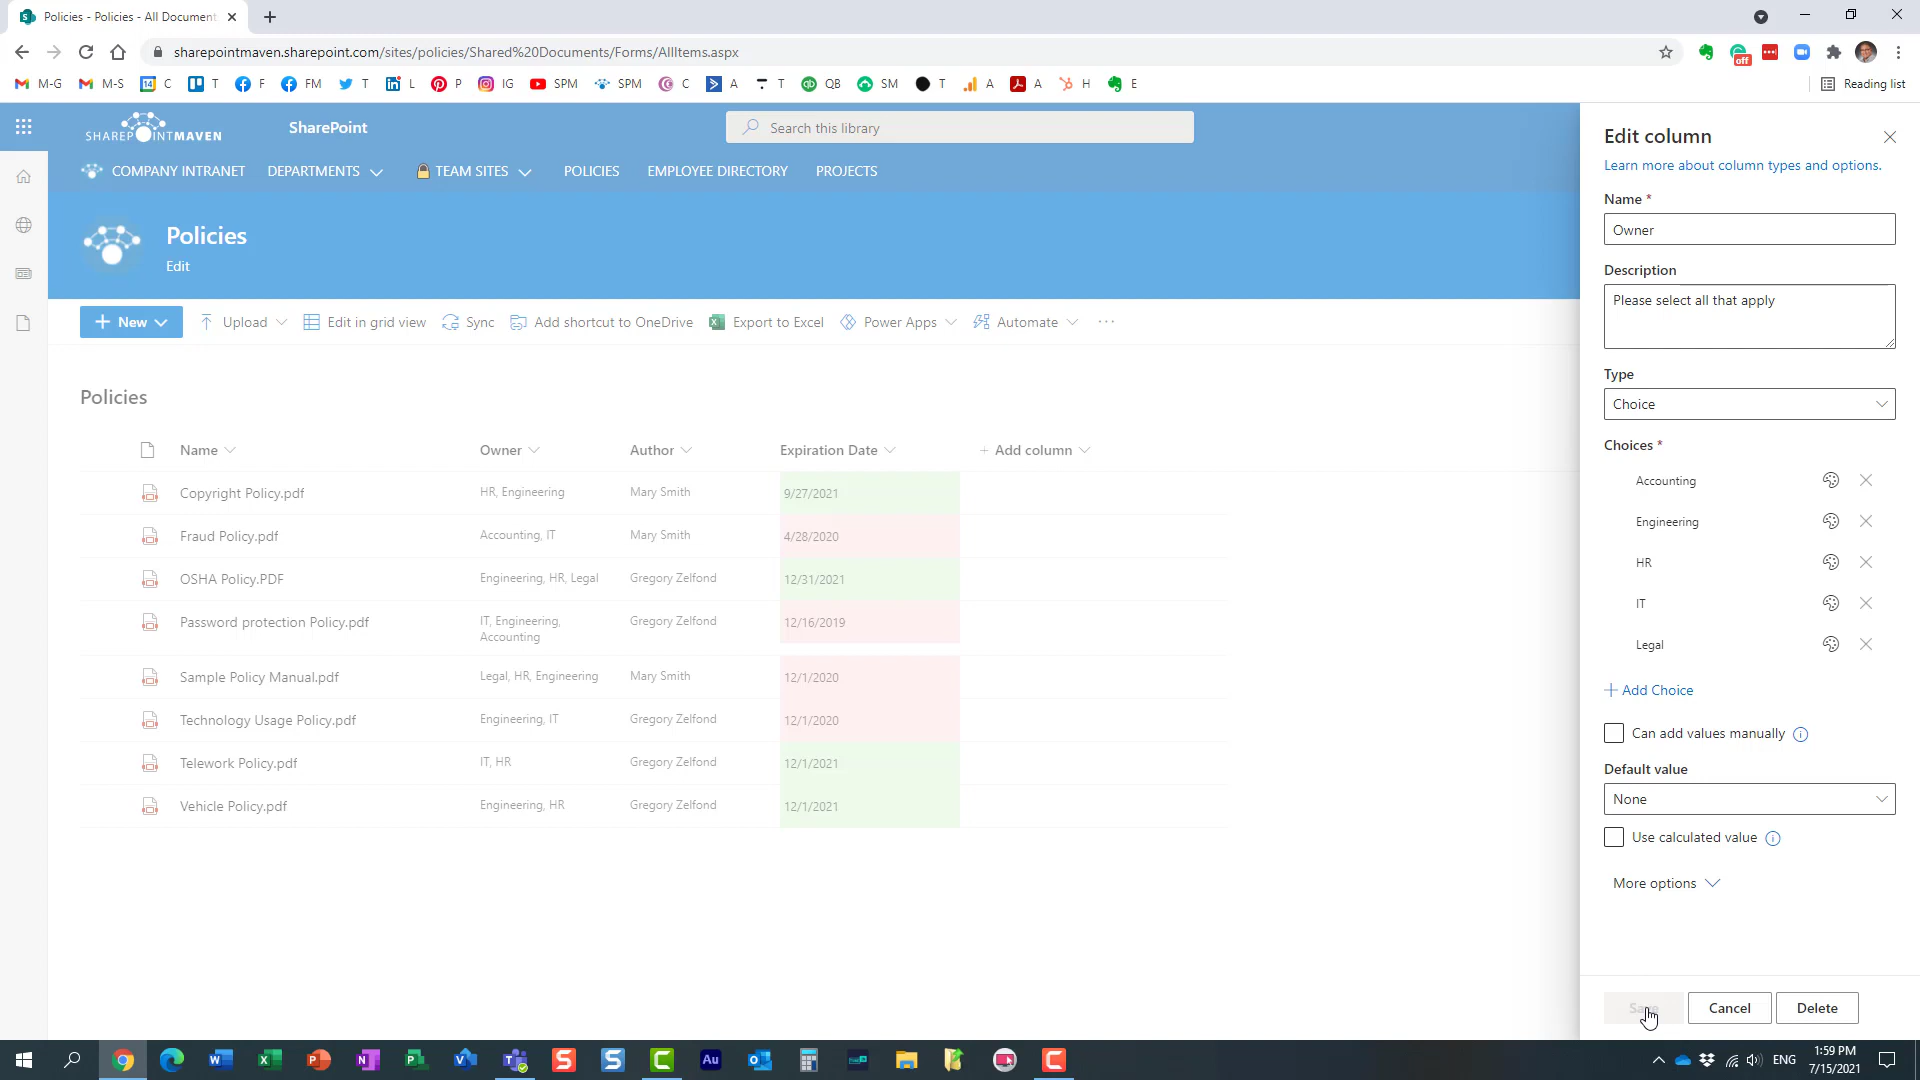 Policies - Policies - All Document
sharepointmaven.sharepoint.com/sites/policies/Shared%20Documents/Forms/AllItems.aspx
off
M-G M-S 14 C T F FM T L P IG SPM SPM C A T QB SM T A A H E Reading list
SHAREPOINTMAVEN SharePoint Search this library
COMPANY INTRANET DEPARTMENTS TEAM SITES POLICIES EMPLOYEE DIRECTORY PROJECTS
Policies
Edit
+ New Upload Edit in grid view Sync Add shortcut to OneDrive Export to Excel Power Apps Automate ...
Policies
Name Owner Author Expiration Date + Add column
Copyright Policy.pdf HR, Engineering Mary Smith 9/27/2021
Fraud Policy.pdf Accounting, IT Mary Smith 4/28/2020
OSHA Policy.PDF Engineering, HR, Legal Gregory Zelfond 12/31/2021
Password protection Policy.pdf IT, Engineering, Gregory Zelfond 12/16/2019
Accounting
Sample Policy Manual.pdf Legal, HR, Engineering Mary Smith 12/1/2020
Technology Usage Policy.pdf Engineering, IT Gregory Zelfond 12/1/2020
Telework Policy.pdf IT, HR Gregory Zelfond 12/1/2021
Vehicle Policy.pdf Engineering, HR Gregory Zelfond 12/1/2021
Edit column
Learn more about column types and options.
Name *
Owner
Description
Please select all that apply
Type
Choice
Choices *
Accounting
Engineering
HR
IT
Legal
+ Add Choice
Can add values manually
Default value
None
Use calculated value
More options
Save Cancel Delete
ENG 1:59 PM
7/15/2021